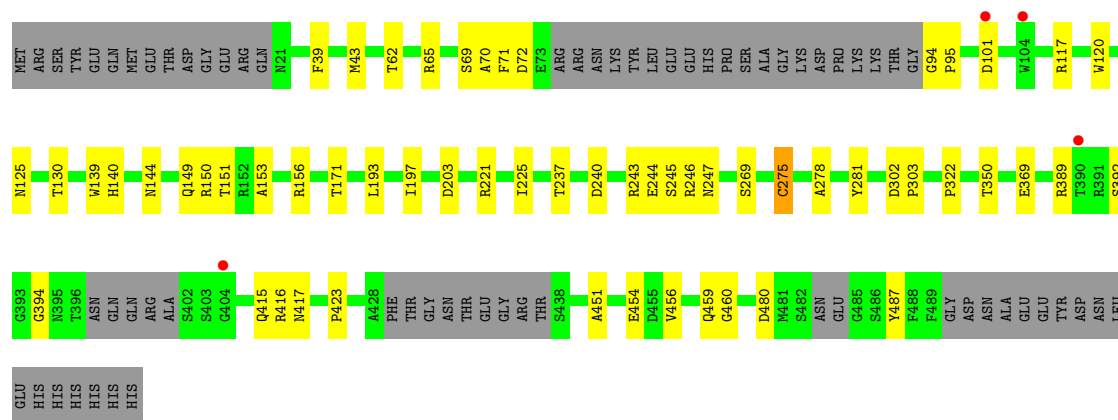 MET ARG SER TYR GLU GLN GLN MET GLU THR ASP GLY GLU ARG GLN N21 F39 M43 T62 R65 S69 A70 F71 D72 E73 ARG ARG ASN LYS TYR LEU GLU GLU HIS PRO SER ALA GLY LYS ASP PRO LYS LYS THR GLY G94 P95 D101 W104 R117 W120
N125 T130 W139 H140 N144 Q149 R150 T151 R152 A153 R156 T171 L193 I197 D203 R221 I225 T237 D240 R243 E244 S245 R246 N247 S269 C275 A278 Y281 D302 P303 P322 T350 E369 R389 T390 R391 S392
G393 G394 N395 T396 ASN GLN GLN ARG ALA S402 S403 G404 Q415 R416 N417 P423 A428 PHE THR GLY ASN THR GLU GLY ARG THR S438 A451 E454 D455 V456 Q459 G460 D480 M481 S482 ASN GLU G485 S486 Y487 F488 F489 GLY ASP ASN ALA GLU GLU TYR ASP ASN LEU
GLU HIS HIS HIS HIS HIS HIS